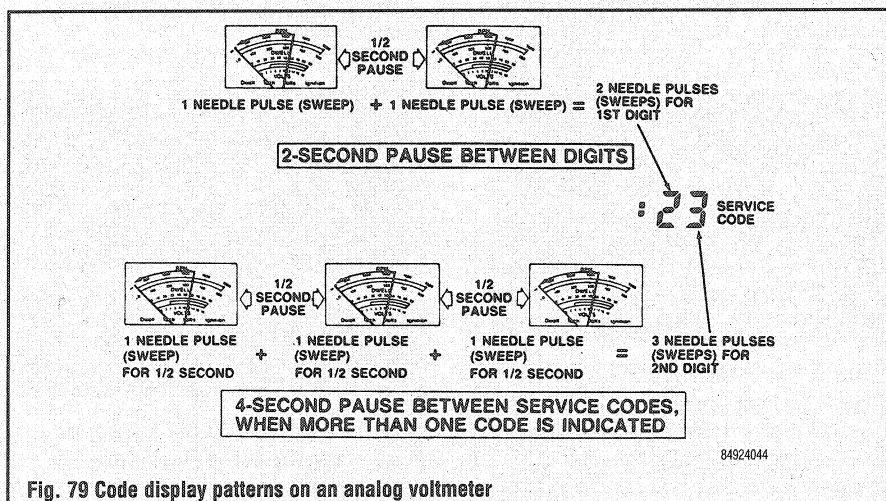 1/2
SECOND
PAUSE
1 NEEDLE PULSE (SWEEP) + 1 NEEDLE PULSE (SWEEP) =
2 NEEDLE PULSES
(SWEEPS) FOR
1ST DIGIT
2-SECOND PAUSE BETWEEN DIGITS
:23
SERVICE
CODE
1/2
SECOND
PAUSE
1/2
SECOND
PAUSE
1 NEEDLE PULSE
(SWEEP)
FOR 1/2 SECOND
+
1 NEEDLE PULSE
(SWEEP)
FOR 1/2 SECOND
+
1 NEEDLE PULSE
(SWEEP)
FOR 1/2 SECOND
=
3 NEEDLE PULSES
(SWEEPS) FOR
2ND DIGIT
4-SECOND PAUSE BETWEEN SERVICE CODES,
WHEN MORE THAN ONE CODE IS INDICATED
84924044
Fig. 79 Code display patterns on an analog voltmeter